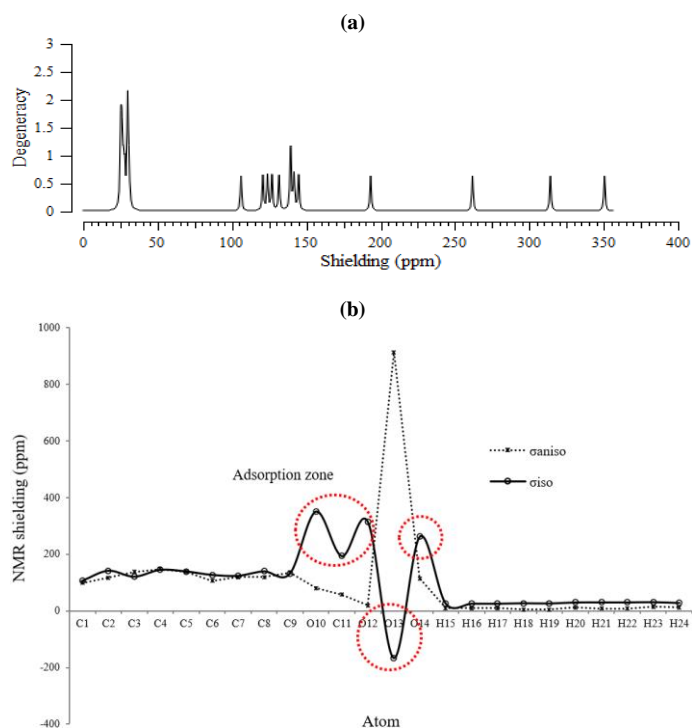 (a)
3
2.5
2
1.5
1
0.5
0
Degeneracy
0 50 100 150 200 250 300 350 400
Shielding (ppm)
(b)
1000
800
600
400
200
0
-200
-400
NMR shielding (ppm)
Adsorption zone
σaniso
σiso
C1 C2 C3 C4 C5 C6 C7 C8 C9 O10 C11 O12 O13 O14 H15 H16 H17 H18 H19 H20 H21 H22 H23 H24
Atom